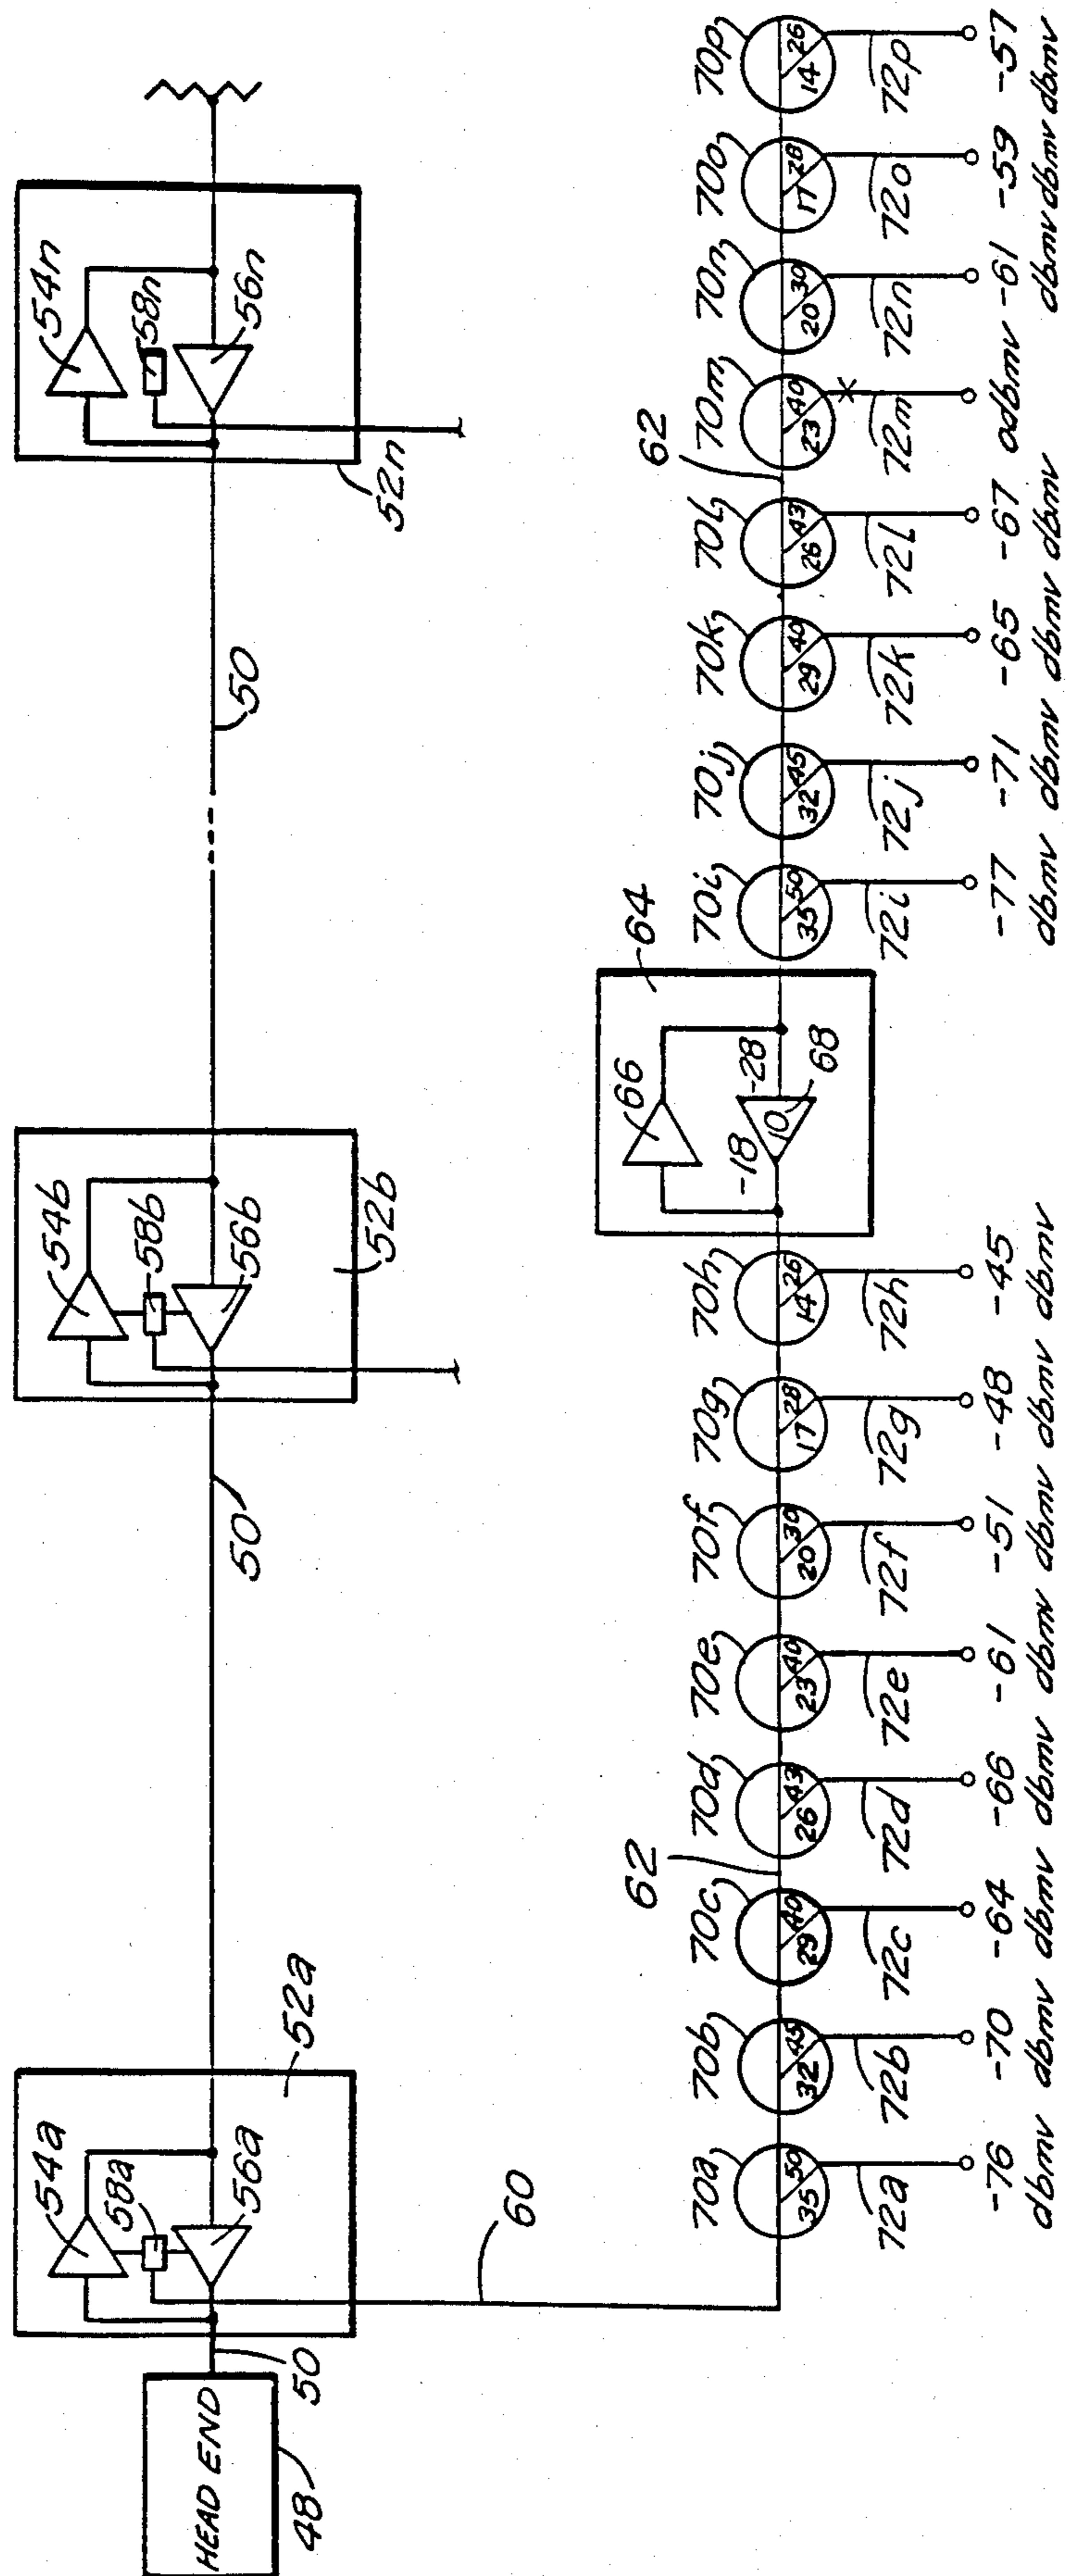 HEAD END
48
50
54a
58a
56a
52a
60
50
54b
58b
56b
52b
50
54n
58n
56n
52n
62
66
64
-18
10
-28
68
62
70a 70b 70c 70d 70e 70f 70g 70h 70i 70j 70k 70l 70m 70n 70o 70p
35 50 32 45 29 40 26 43 23 40 20 30 17 28 14 26 35 50 32 45 29 40 26 43 23 40 20 30 17 28 14 26
x
72a 72b 72c 72d 72e 72f 72g 72h 72i 72j 72k 72l 72m 72n 72o 72p
-76 -70 -64 -66 -61 -51 -48 -45 -77 -71 -65 -67 0dbmv -61 -59 -57
dbmv dbmv dbmv dbmv dbmv dbmv dbmv dbmv dbmv dbmv dbmv dbmv dbmv dbmv dbmv